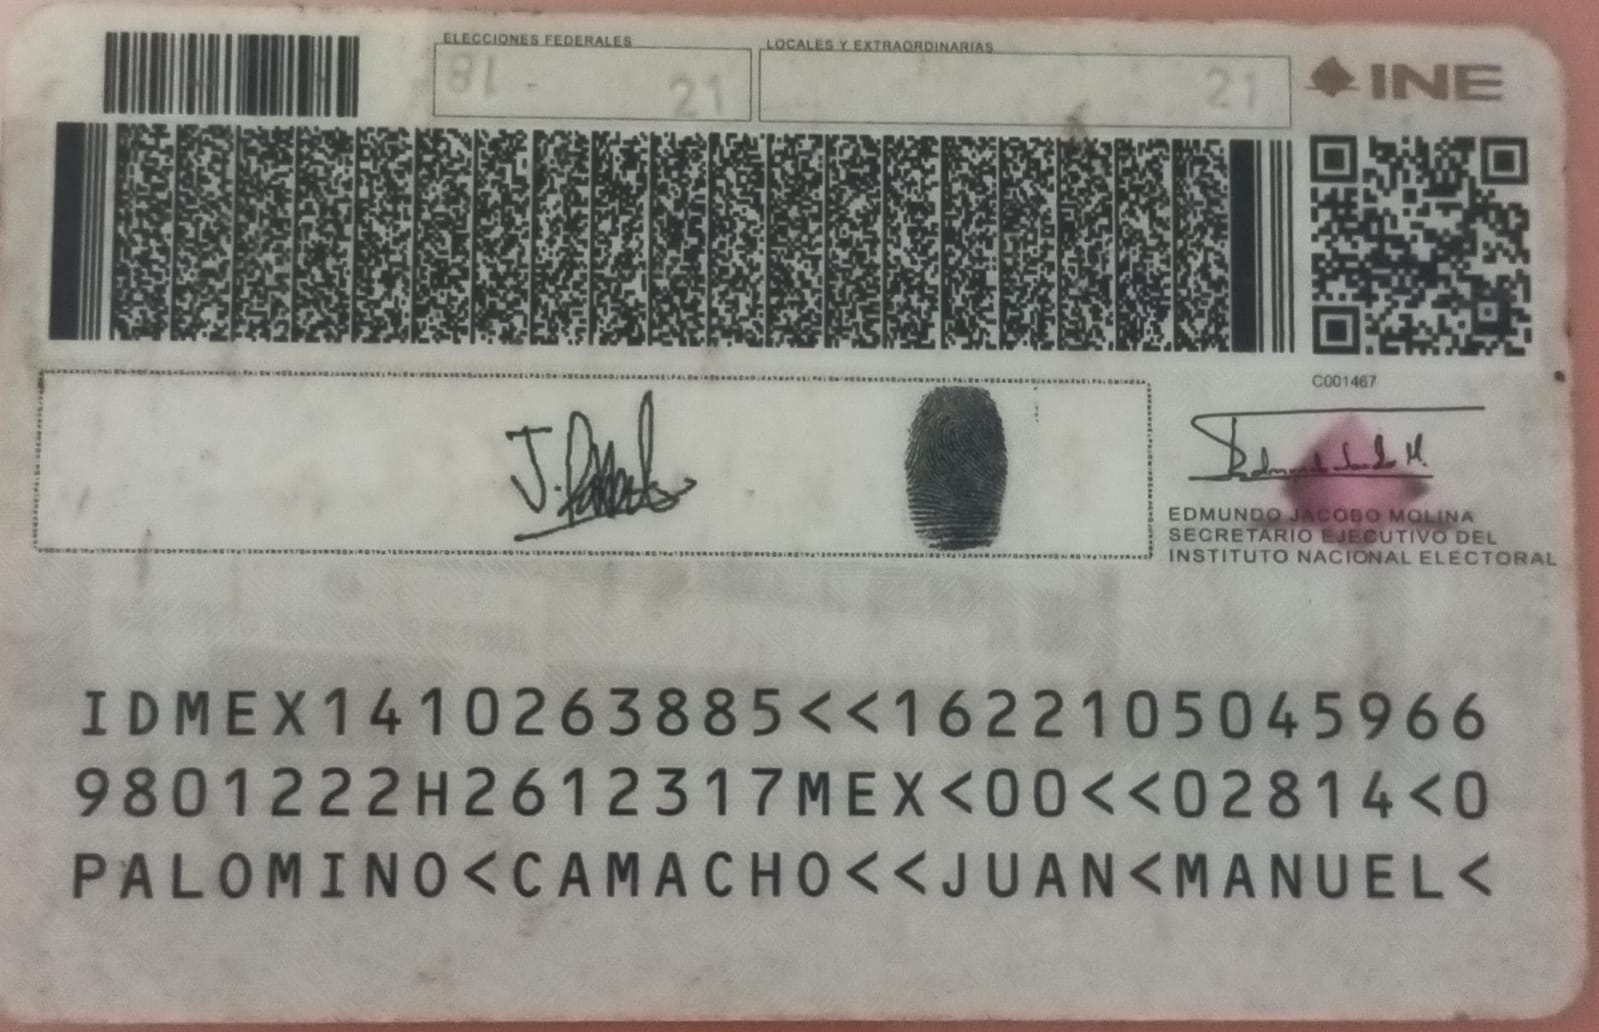 ELECCIONES FEDERALES
LOCALES Y EXTRAORDINARIAS
INE
18 - 21
21
C001467
J.
EDMUNDO JACOBO MOLINA
SECRETARIO EJECUTIVO DEL
INSTITUTO NACIONAL ELECTORAL
IDMEX1410263885<<1622105045966
9801222H2612317MEX<00<<02814<0
PALOMINO<CAMACHO<<JUAN<MANUEL<